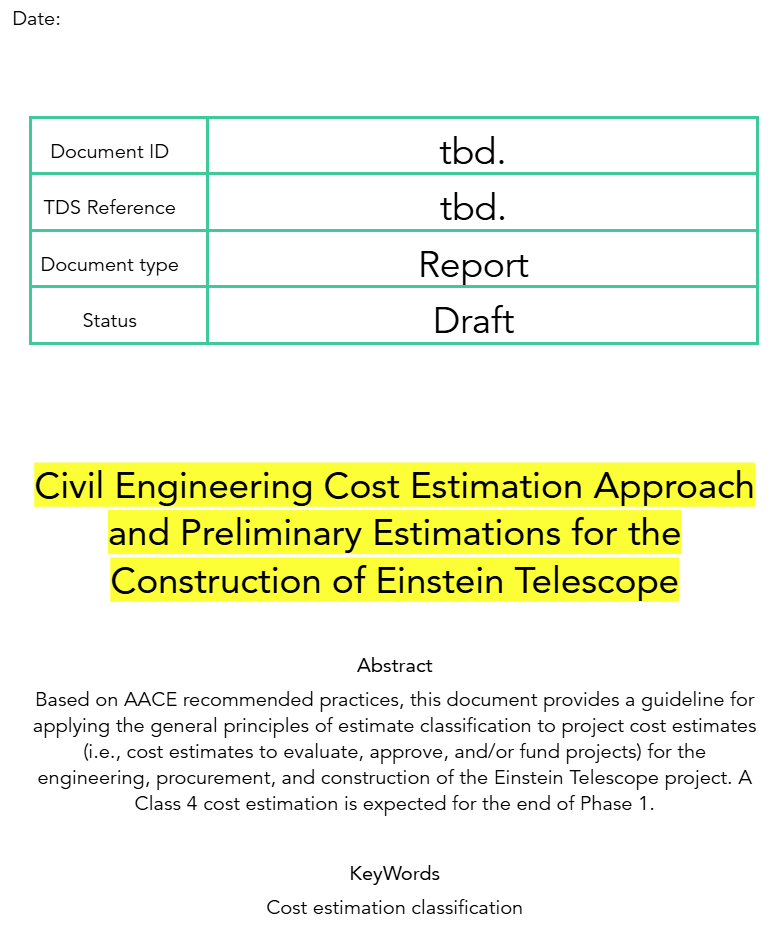 Date:
Document ID tbd.
TDS Reference tbd.
Document type Report
Status Draft
Civil Engineering Cost Estimation Approach
and Preliminary Estimations for the
Construction of Einstein Telescope
Abstract
Based on AACE recommended practices, this document provides a guideline for
applying the general principles of estimate classification to project cost estimates
(i.e., cost estimates to evaluate, approve, and/or fund projects) for the
engineering, procurement, and construction of the Einstein Telescope project. A
Class 4 cost estimation is expected for the end of Phase 1.
KeyWords
Cost estimation classification